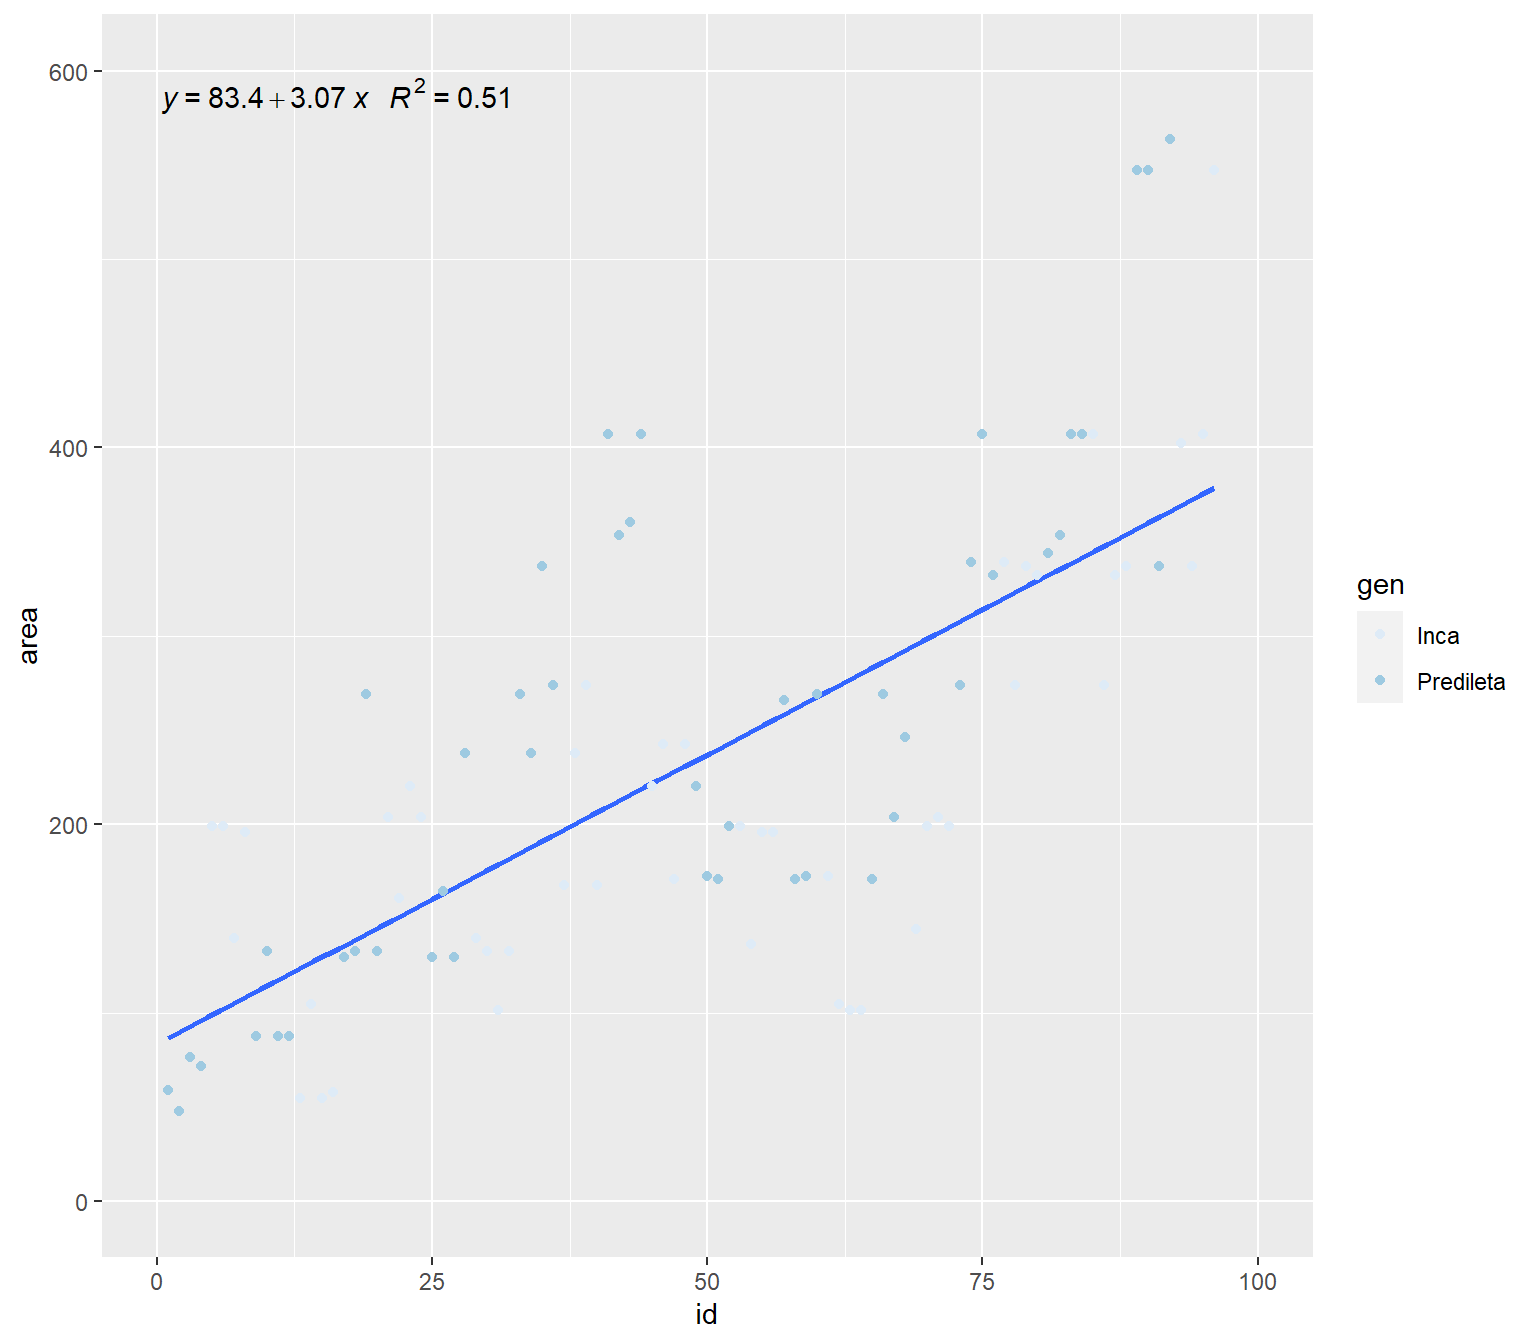 600
y = 83.4 + 3.07 x R² = 0.51
400
area
gen
Inca
Predileta
200
0
0 25 50 75 100
id